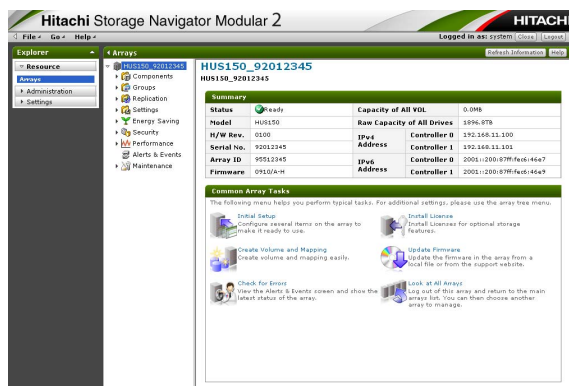 Hitachi Storage Navigator Modular 2
HITACHI
File Go Help
Logged in as: system Close Logout
Explorer
Arrays
Refresh Information Help
Resource
Arrays
Administration
Settings
HUS150_92012345
Components
Groups
Replication
Settings
Energy Saving
Security
Performance
Alerts & Events
Maintenance
HUS150_92012345
HUS150_92012345
Summary
Status Ready Capacity of All VOL 0.0MB
Model HUS150 Raw Capacity of All Drives 1896.8TB
H/W Rev. 0100 IPv4 Address Controller 0 192.168.11.100
Serial No. 92012345 Controller 1 192.168.11.101
Array ID 95512345 IPv6 Address Controller 0 2001::200:87ff:fec6:46e7
Firmware 0910/A-H Controller 1 2001::200:87ff:fec6:46e9
Common Array Tasks
The following menu helps you perform typical tasks. For additional settings, please use the array tree menu.
Initial Setup
Configure several items on the array to
make it ready to use.
Install License
Install Licenses for optional storage
features.
Create Volume and Mapping
Create volume and mapping easily.
Update Firmware
Update the firmware in the array from a
local file or from the support website.
Check for Errors
View the Alerts & Events screen and show the
latest status of the array.
Look at All Arrays
Log out of this array and return to the main
arrays list. You can then choose another
array to manage.